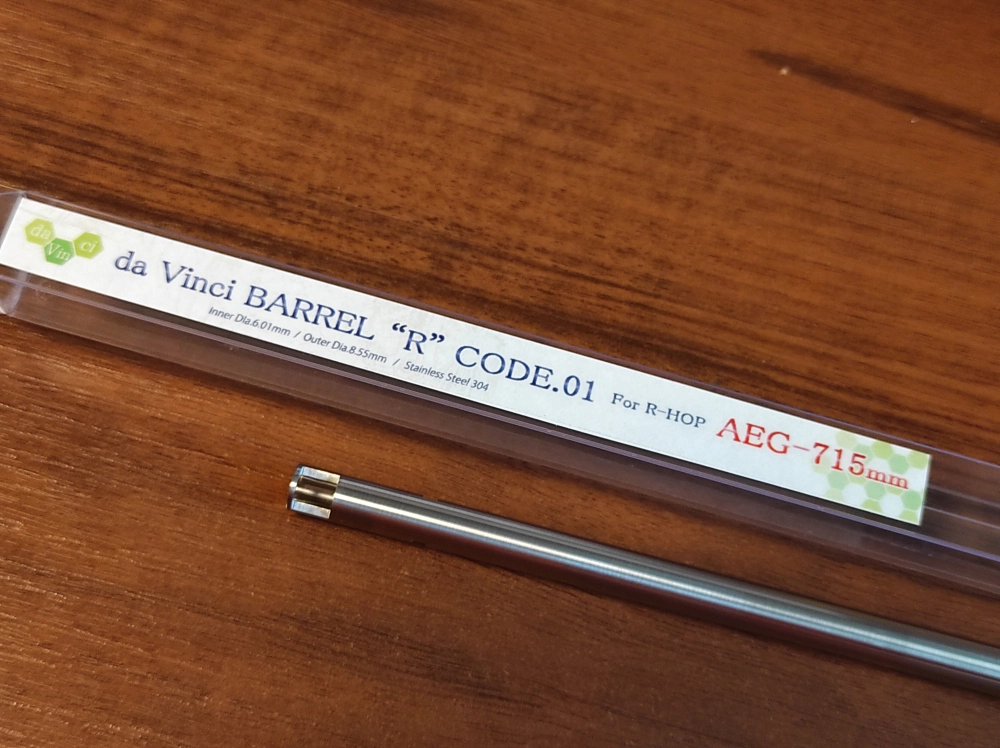 da Vin ci
da Vinci BARREL “R” CODE.01 For R-HOP AEG-715mm
Inner Dia.6.01mm / Outer Dia.8.55mm / Stainless Steel 304